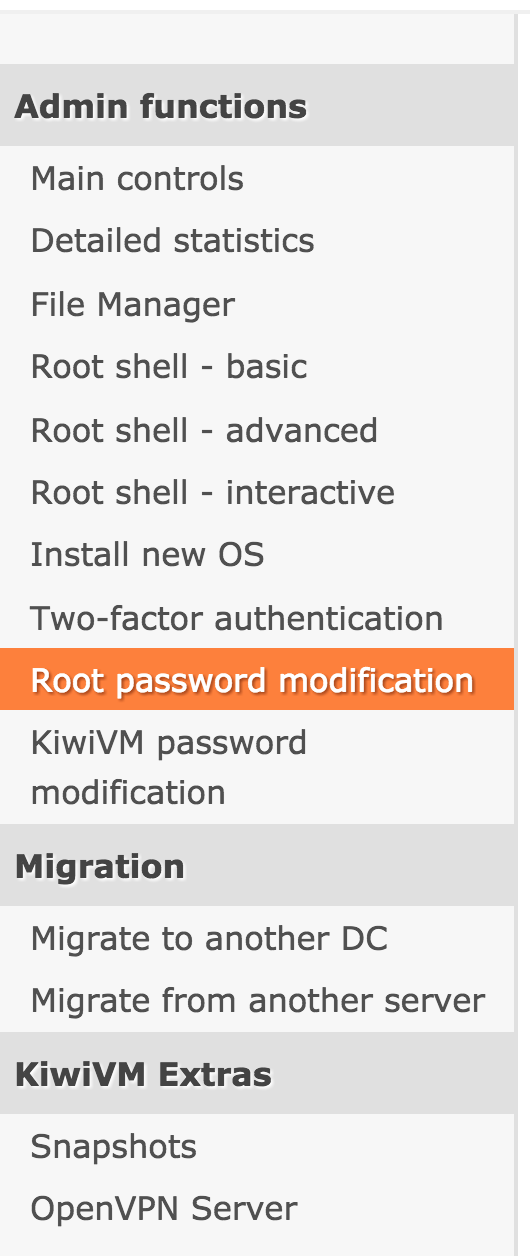 Admin functions
Main controls
Detailed statistics
File Manager
Root shell - basic
Root shell - advanced
Root shell - interactive
Install new OS
Two-factor authentication
Root password modification
KiwiVM password
modification
Migration
Migrate to another DC
Migrate from another server
KiwiVM Extras
Snapshots
OpenVPN Server